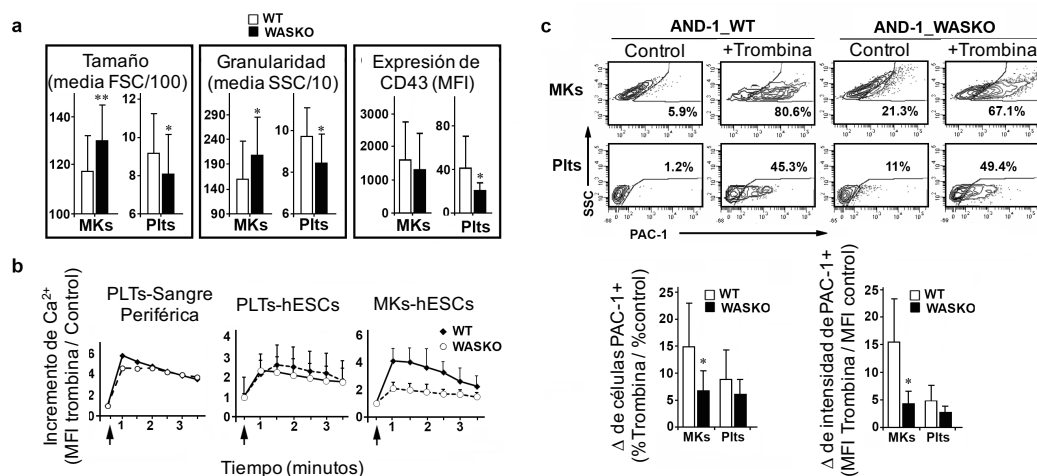 WT
WASKO
a
Tamaño
(media FSC/100)
Granularidad
(media SSC/10)
Expresión de
CD43 (MFI)
140
120
100
**
12
10
8
6
*
MKs
Plts
290
240
190
140
90
*
10
8
6
*
MKs
Plts
3000
2000
1000
0
80
40
0
*
MKs
Plts
b
Incremento de Ca2+
(MFI trombina / Control)
PLTs-Sangre
Periférica
PLTs-hESCs
MKs-hESCs
WT
WASKO
6
4
2
0
1 2 3
4
3
2
1
0
1 2 3
6
4
2
0
1 2 3
Tiempo (minutos)
c
AND-1_WT
AND-1_WASKO
Control
+Trombina
Control
+Trombina
MKs
5.9%
80.6%
21.3%
67.1%
Plts
1.2%
45.3%
11%
49.4%
SSC
PAC-1
Δ de células PAC-1+
(%Trombina / %control)
25
20
15
10
5
0
WT
WASKO
*
MKs
Plts
Δ de intensidad de PAC-1+
(MFI Trombina / MFI control)
25
20
15
10
5
0
WT
WASKO
*
MKs
Plts